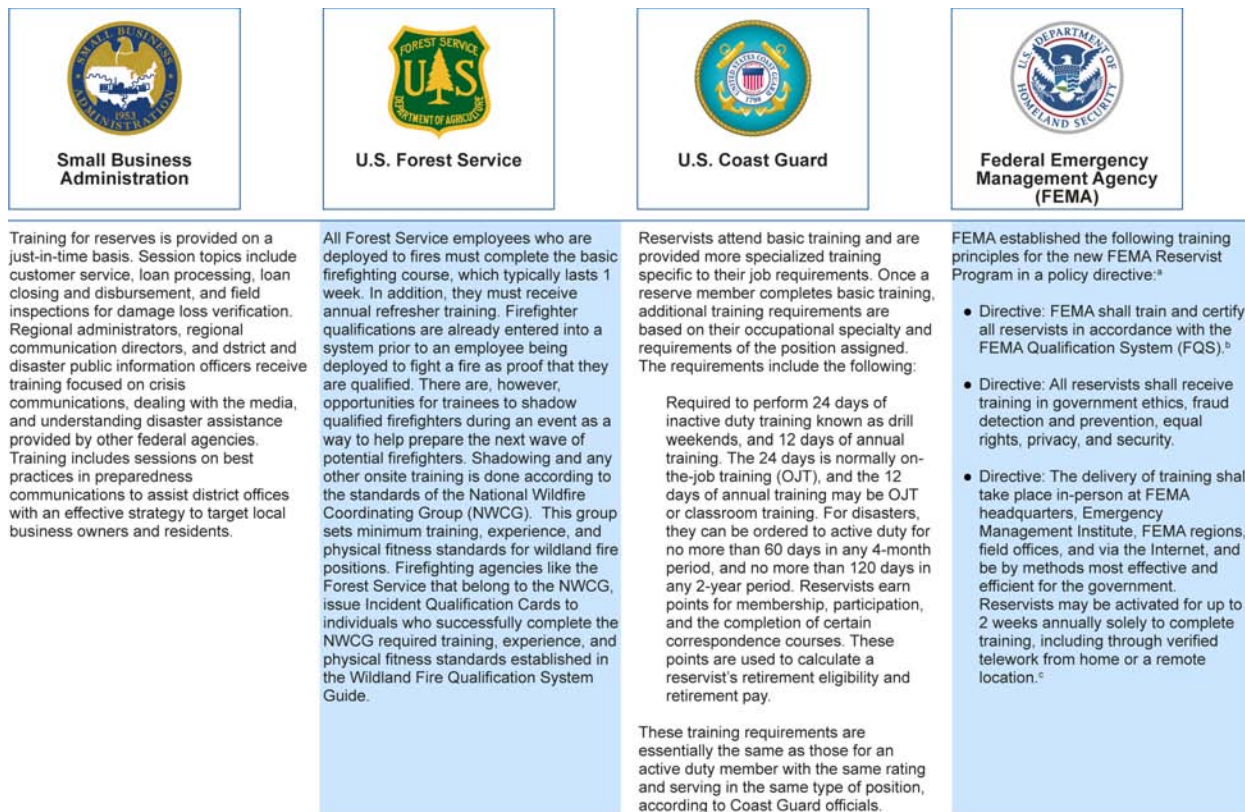 SMALL BUSINESS
ADMINISTRATION
1953
Small Business
Administration
FOREST SERVICE
U S
DEPARTMENT OF AGRICULTURE
U.S. Forest Service
UNITED STATES COAST GUARD
1790
U.S. Coast Guard
U.S. DEPARTMENT OF
HOMELAND SECURITY
Federal Emergency
Management Agency
(FEMA)
Training for reserves is provided on a
just-in-time basis. Session topics include
customer service, loan processing, loan
closing and disbursement, and field
inspections for damage loss verification.
Regional administrators, regional
communication directors, and dstrict and
disaster public information officers receive
training focused on crisis
communications, dealing with the media,
and understanding disaster assistance
provided by other federal agencies.
Training includes sessions on best
practices in preparedness
communications to assist district offices
with an effective strategy to target local
business owners and residents.
All Forest Service employees who are
deployed to fires must complete the basic
firefighting course, which typically lasts 1
week. In addition, they must receive
annual refresher training. Firefighter
qualifications are already entered into a
system prior to an employee being
deployed to fight a fire as proof that they
are qualified. There are, however,
opportunities for trainees to shadow
qualified firefighters during an event as a
way to help prepare the next wave of
potential firefighters. Shadowing and any
other onsite training is done according to
the standards of the National Wildfire
Coordinating Group (NWCG). This group
sets minimum training, experience, and
physical fitness standards for wildland fire
positions. Firefighting agencies like the
Forest Service that belong to the NWCG,
issue Incident Qualification Cards to
individuals who successfully complete the
NWCG required training, experience, and
physical fitness standards established in
the Wildland Fire Qualification System
Guide.
Reservists attend basic training and are
provided more specialized training
specific to their job requirements. Once a
reserve member completes basic training,
additional training requirements are
based on their occupational specialty and
requirements of the position assigned.
The requirements include the following:
Required to perform 24 days of
inactive duty training known as drill
weekends, and 12 days of annual
training. The 24 days is normally on-
the-job training (OJT), and the 12
days of annual training may be OJT
or classroom training. For disasters,
they can be ordered to active duty for
no more than 60 days in any 4-month
period, and no more than 120 days in
any 2-year period. Reservists earn
points for membership, participation,
and the completion of certain
correspondence courses. These
points are used to calculate a
reservist's retirement eligibility and
retirement pay.
These training requirements are
essentially the same as those for an
active duty member with the same rating
and serving in the same type of position,
according to Coast Guard officials.
FEMA established the following training
principles for the new FEMA Reservist
Program in a policy directive:ᵃ
● Directive: FEMA shall train and certify
all reservists in accordance with the
FEMA Qualification System (FQS).ᵇ
● Directive: All reservists shall receive
training in government ethics, fraud
detection and prevention, equal
rights, privacy, and security.
● Directive: The delivery of training shal
take place in-person at FEMA
headquarters, Emergency
Management Institute, FEMA regions,
field offices, and via the Internet, and
be by methods most effective and
efficient for the government.
Reservists may be activated for up to
2 weeks annually solely to complete
training, including through verified
telework from home or a remote
location.ᶜ